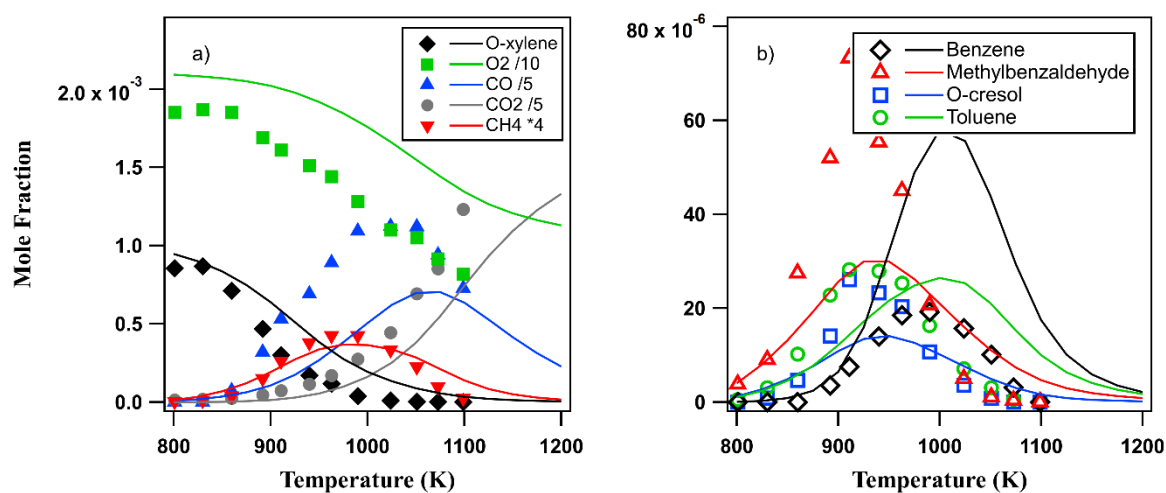 a)
O-xylene
O2 /10
CO /5
CO2 /5
CH4 *4
2.0 x 10-3
1.5
1.0
0.5
0.0
800
900
1000
1100
1200
Temperature (K)
Mole Fraction
b)
Benzene
Methylbenzaldehyde
O-cresol
Toluene
80 x10-6
60
40
20
0
800
900
1000
1100
1200
Temperature (K)